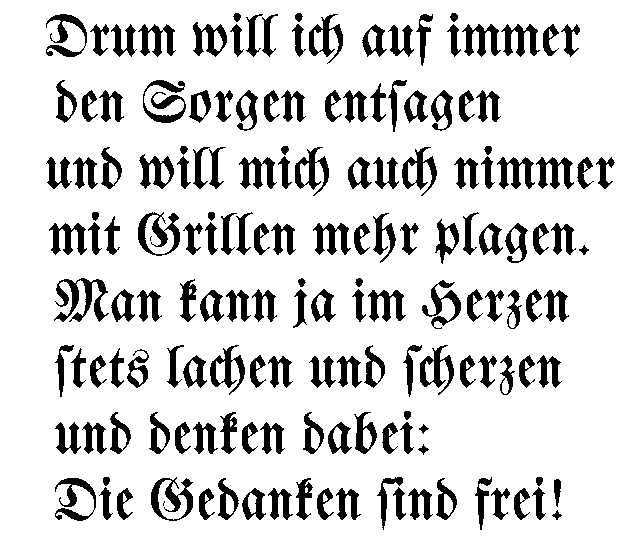 Drum will ich auf immer
den Sorgen entſagen
und will mich auch nimmer
mit Grillen mehr plagen.
Man kann ja im Herzen
ſtets lachen und ſcherzen
und denken dabei:
Die Gedanken ſind frei!